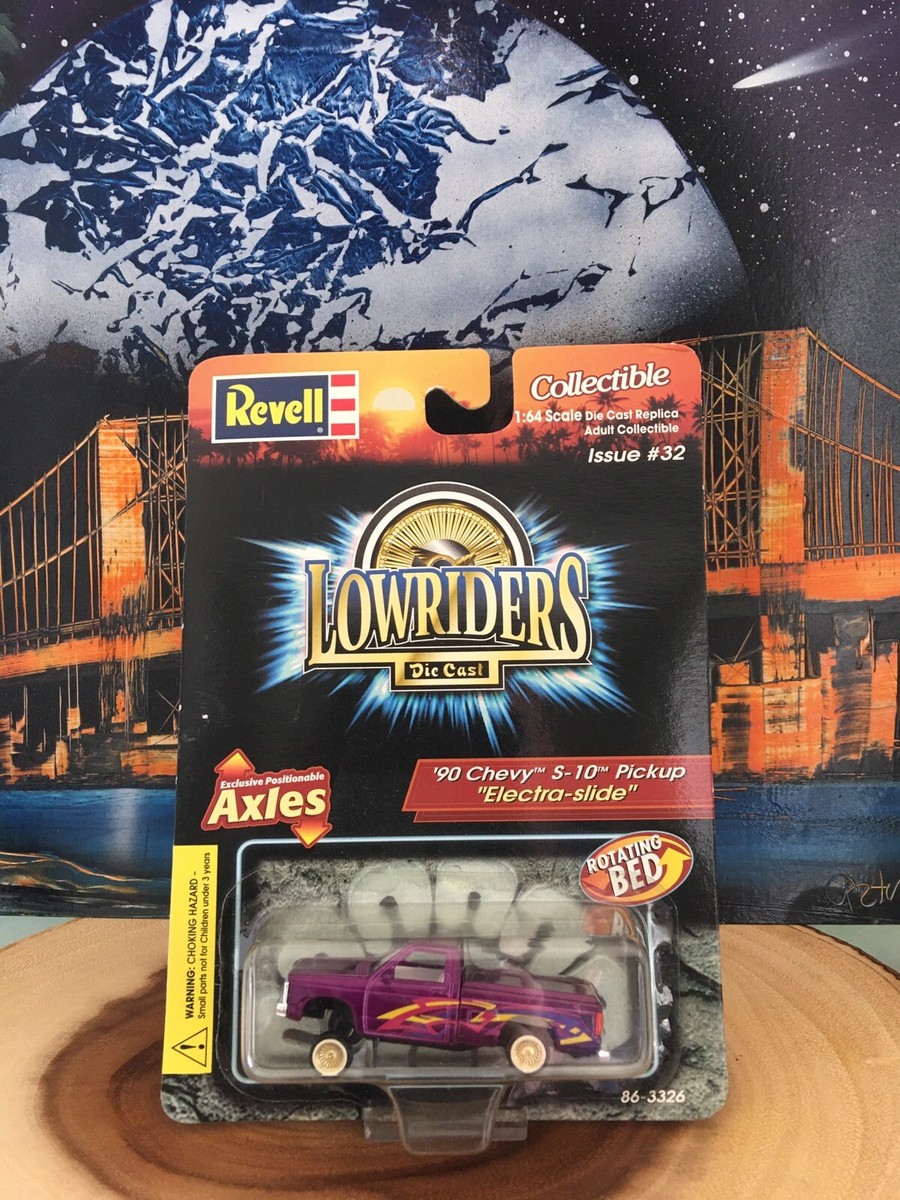 Revell®
Collectible
1:64 Scale Die Cast Replica
Adult Collectible
Issue #32
LOWRIDERS
Die Cast
Exclusive Positionable
Axles
'90 Chevy™ S-10™ Pickup
"Electra-slide"
ROTATING
BED
WARNING: CHOKING HAZARD –
Small parts not for Children under 3 years
86-3326